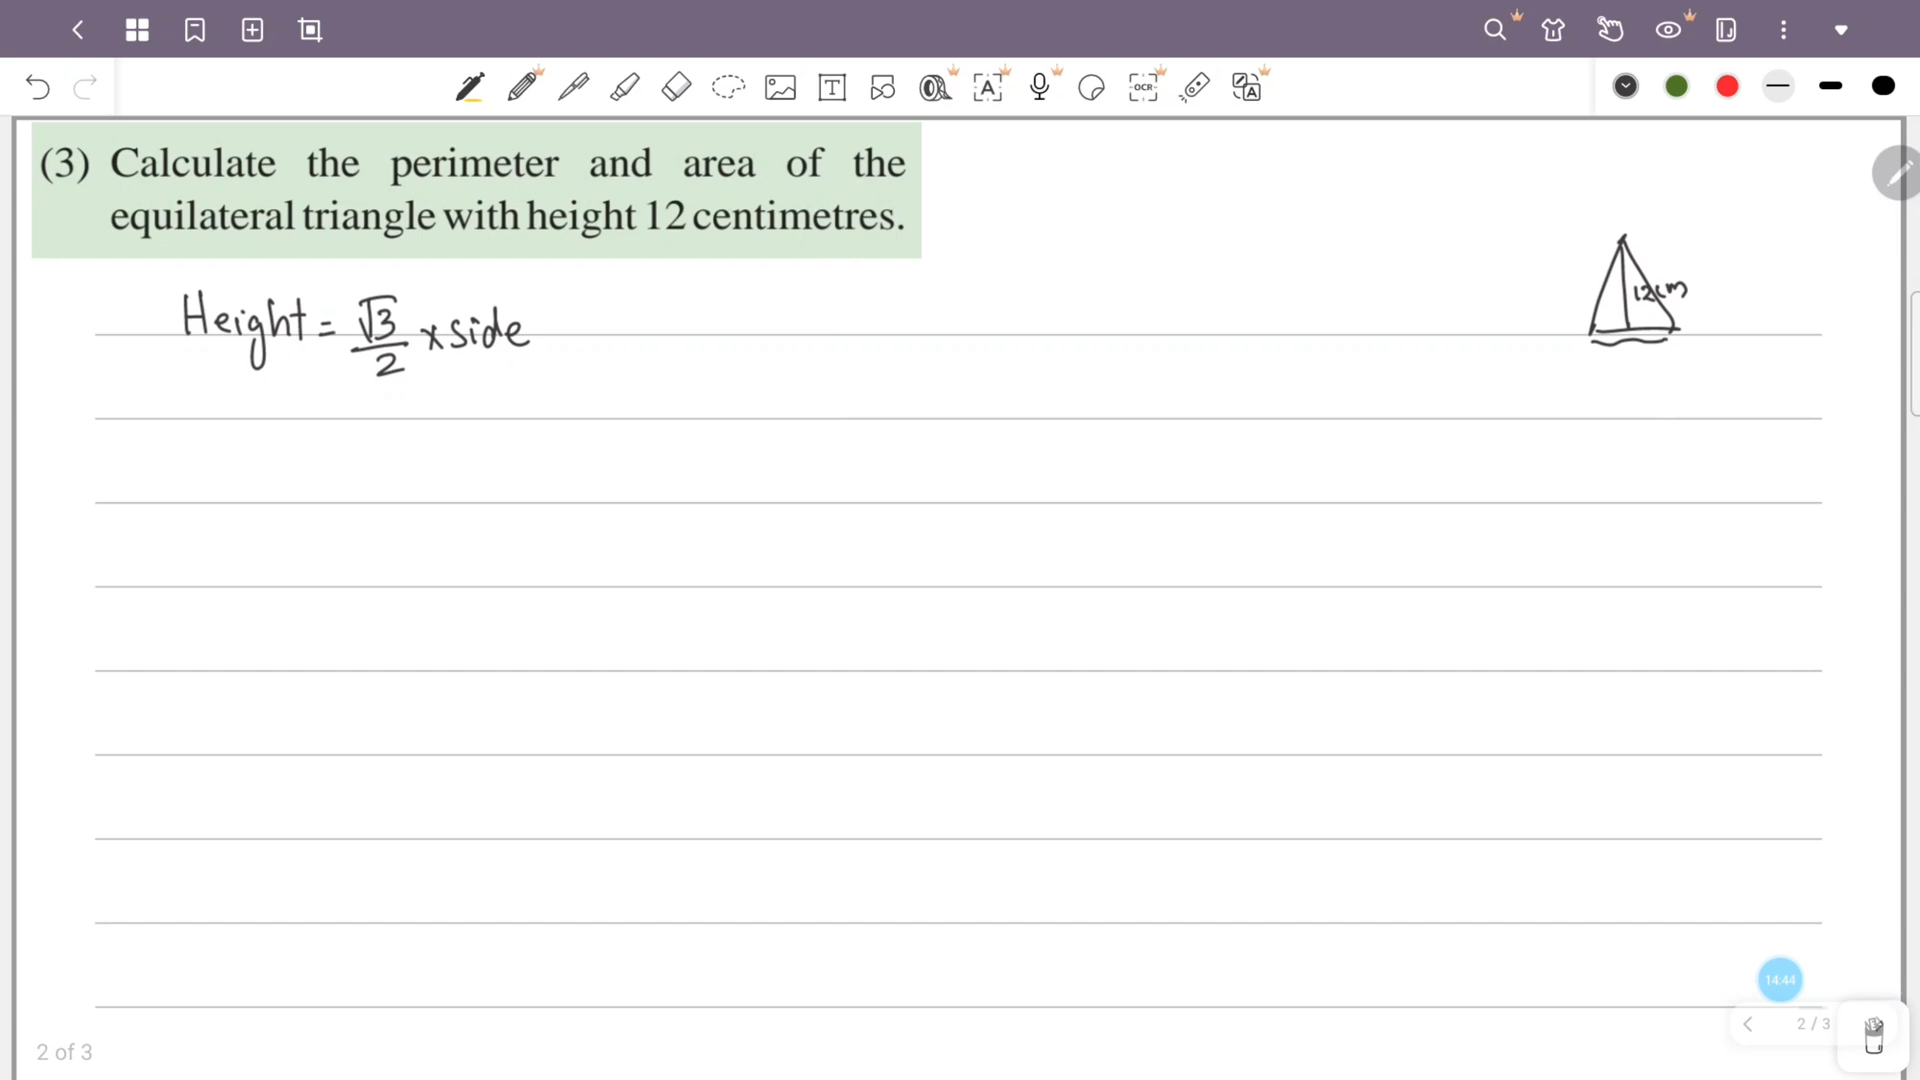 (3) Calculate the perimeter and area of the
equilateral triangle with height 12 centimetres.
Height = √3/2 × side
12cm
OCR
14:44
2 / 3
2 of 3